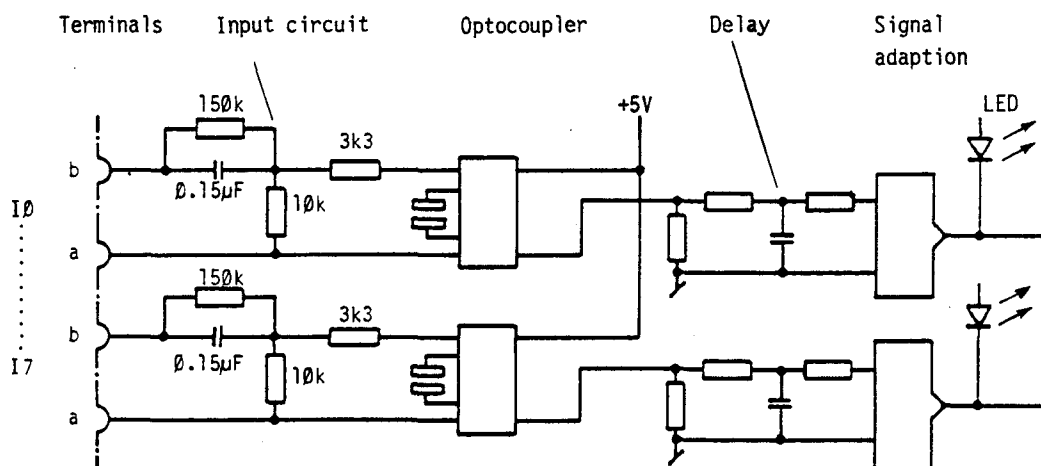 Terminals Input circuit Optocoupler Delay Signal adaption
150k
+5V
LED
3k3
b
0.15µF
10k
IØ
a
150k
3k3
b
0.15µF
10k
I7
a